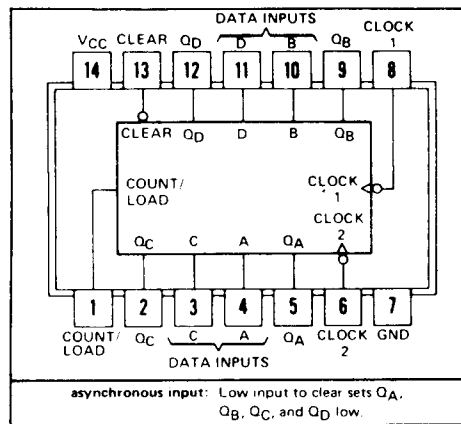 DATA INPUTS
CLOCK
VCC CLEAR QD D B QB 1
14 13 12 11 10 9 8
CLEAR QD D B QB
COUNT/
LOAD
CLOCK
1
CLOCK
2
QC C A QA
1 2 3 4 5 6 7
COUNT/
LOAD
QC C A QA CLOCK
2
GND
DATA INPUTS
asynchronous input: Low input to clear sets QA,
QB, QC, and QD low.